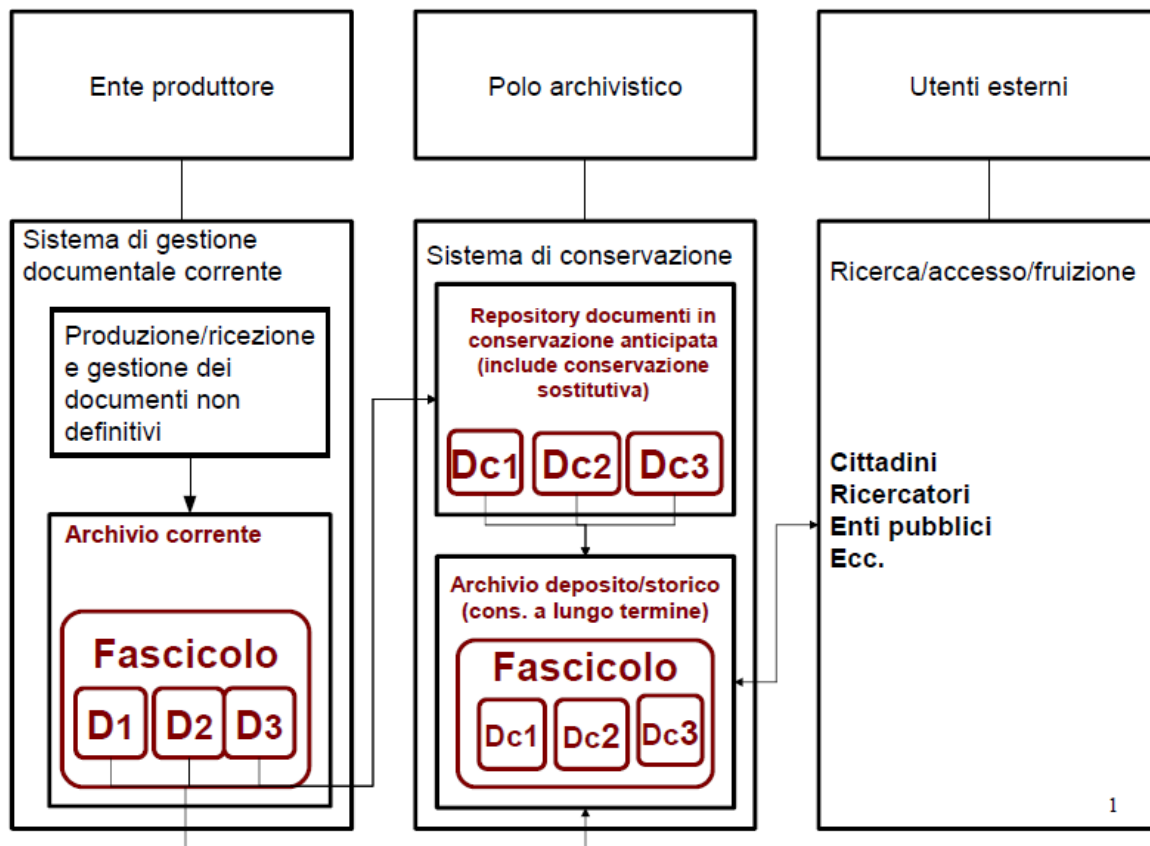 Ente produttore
Polo archivistico
Utenti esterni
Sistema di gestione
documentale corrente
Produzione/ricezione
e gestione dei
documenti non
definitivi
Archivio corrente
Fascicolo
D1
D2
D3
Sistema di conservazione
Repository documenti in
conservazione anticipata
(include conservazione
sostitutiva)
Dc1
Dc2
Dc3
Archivio deposito/storico
(cons. a lungo termine)
Fascicolo
Dc1
Dc2
Dc3
Ricerca/accesso/fruizione
Cittadini
Ricercatori
Enti pubblici
Ecc.
1